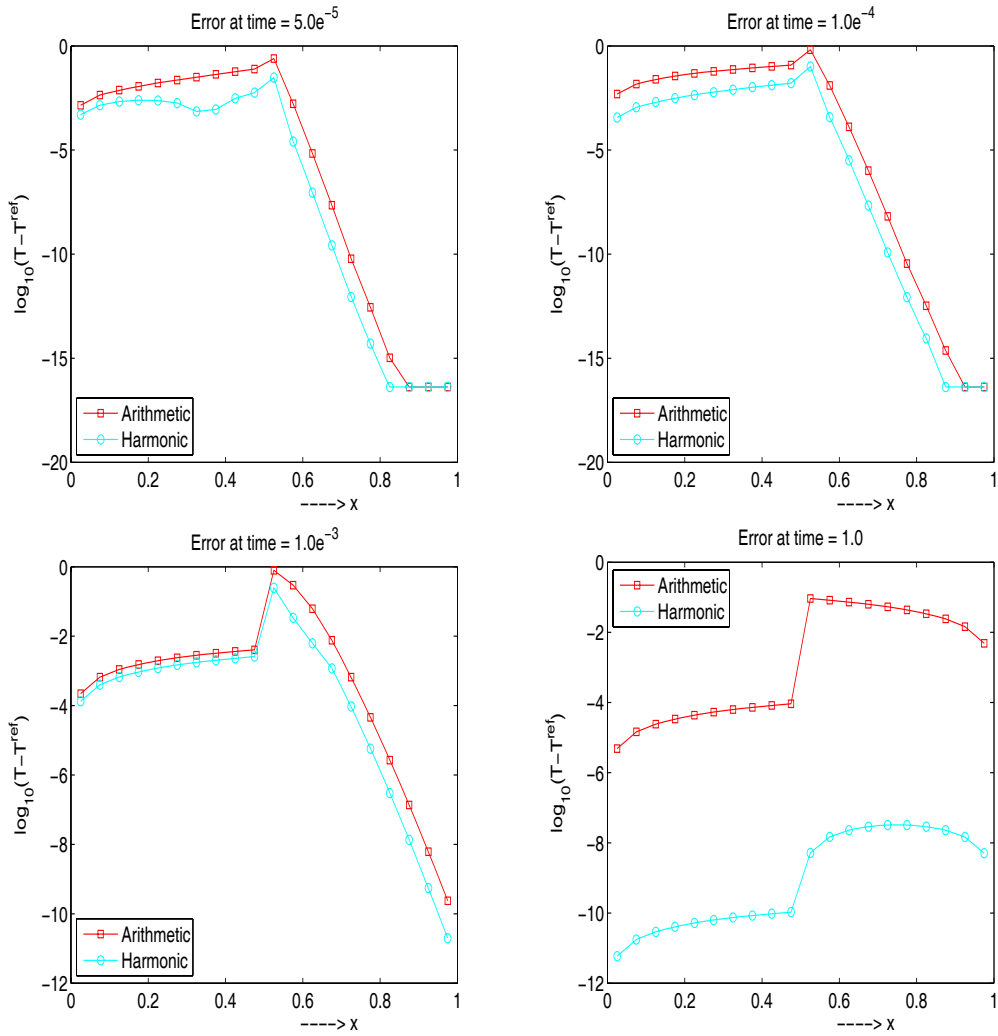 Error at time = 5.0e⁻⁵
0
−5
−10
−15
−20
log₁₀(T−Tʳᵉᶠ)
Arithmetic
Harmonic
0 0.2 0.4 0.6 0.8 1
----> x
Error at time = 1.0e⁻⁴
0
−5
−10
−15
−20
log₁₀(T−Tʳᵉᶠ)
Arithmetic
Harmonic
0 0.2 0.4 0.6 0.8 1
----> x
Error at time = 1.0e⁻³
0
−2
−4
−6
−8
−10
−12
log₁₀(T−Tʳᵉᶠ)
Arithmetic
Harmonic
0 0.2 0.4 0.6 0.8 1
----> x
Error at time = 1.0
0
−2
−4
−6
−8
−10
−12
log₁₀(T−Tʳᵉᶠ)
Arithmetic
Harmonic
0 0.2 0.4 0.6 0.8 1
----> x